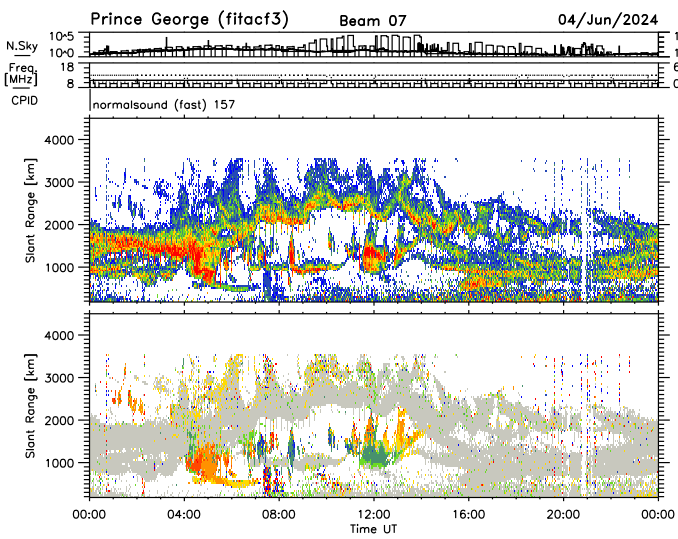 Prince George (fitacf3) Beam 07 04/Jun/2024
N.Sky 10^5 10^0
Freq. [MHz] 18 8
CPID normalsound (fast) 157
Slant Range [km] 4000 3000 2000 1000
Slant Range [km] 4000 3000 2000 1000
00:00 04:00 08:00 12:00 16:00 20:00 00:00
Time UT